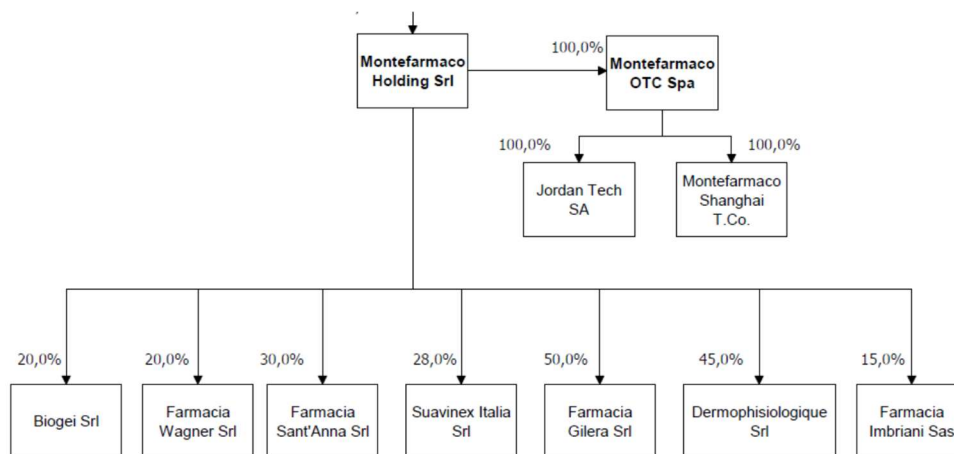 100,0%
Montefarmaco
Holding Srl
Montefarmaco
OTC Spa
100,0%
100,0%
Jordan Tech
SA
Montefarmaco
Shanghai
T.Co.
20,0%
20,0%
30,0%
28,0%
50,0%
45,0%
15,0%
Biogei Srl
Farmacia
Wagner Srl
Farmacia
Sant'Anna Srl
Suavinex Italia
Srl
Farmacia
Gilera Srl
Dermophisiologique
Srl
Farmacia
Imbriani Sas